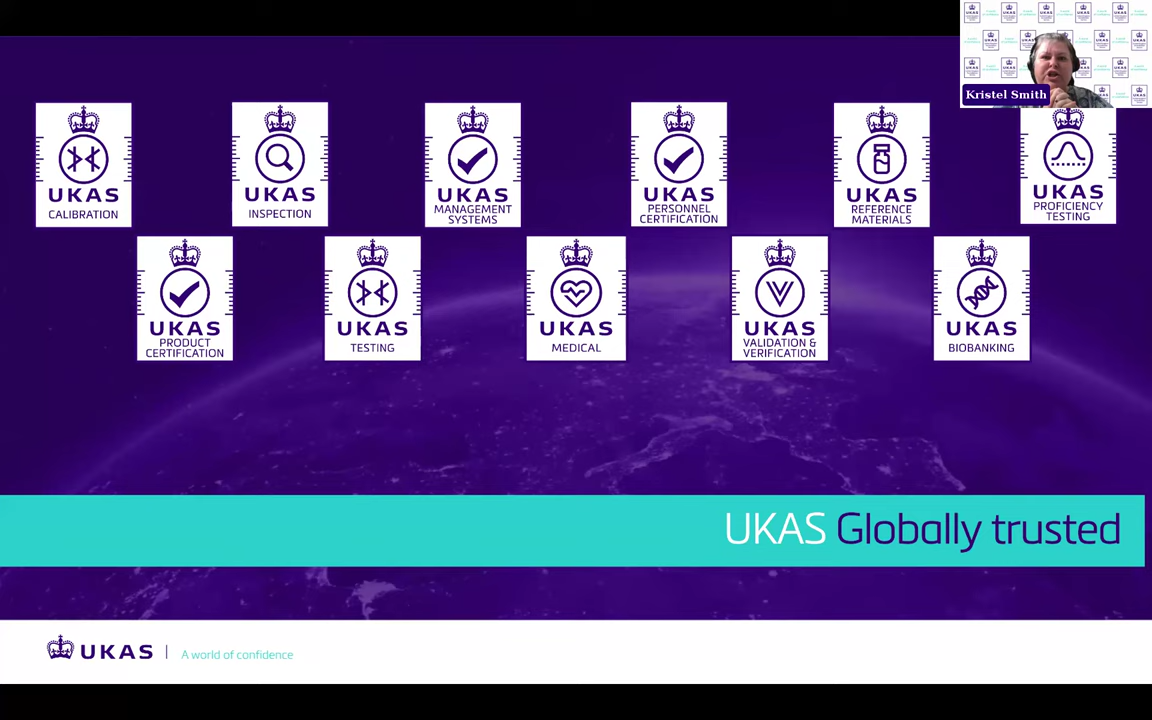 Kristel Smith
UKAS
CALIBRATION
UKAS
INSPECTION
UKAS
MANAGEMENT
SYSTEMS
UKAS
PERSONNEL
CERTIFICATION
UKAS
REFERENCE
MATERIALS
UKAS
PROFICIENCY
TESTING
UKAS
PRODUCT
CERTIFICATION
UKAS
TESTING
UKAS
MEDICAL
UKAS
VALIDATION &
VERIFICATION
UKAS
BIOBANKING
UKAS Globally trusted
UKAS | A world of confidence